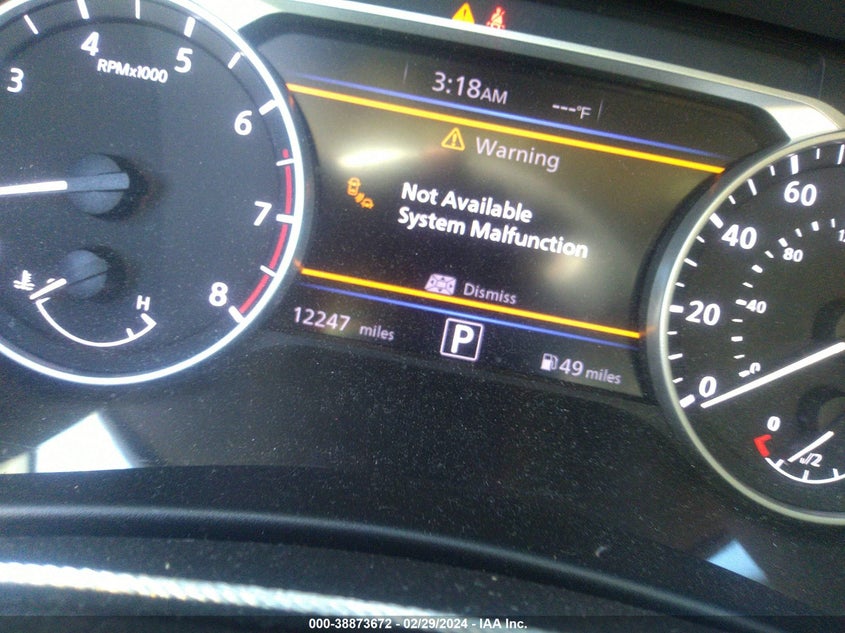 3
4
5
6
7
8
RPMx1000
H
3:18AM
---°F
Warning
Not Available
System Malfunction
Dismiss
12247 miles
P
49 miles
60
40
20
0
80
40
0
0
1/2
000-38873672 - 02/29/2024 - IAA Inc.